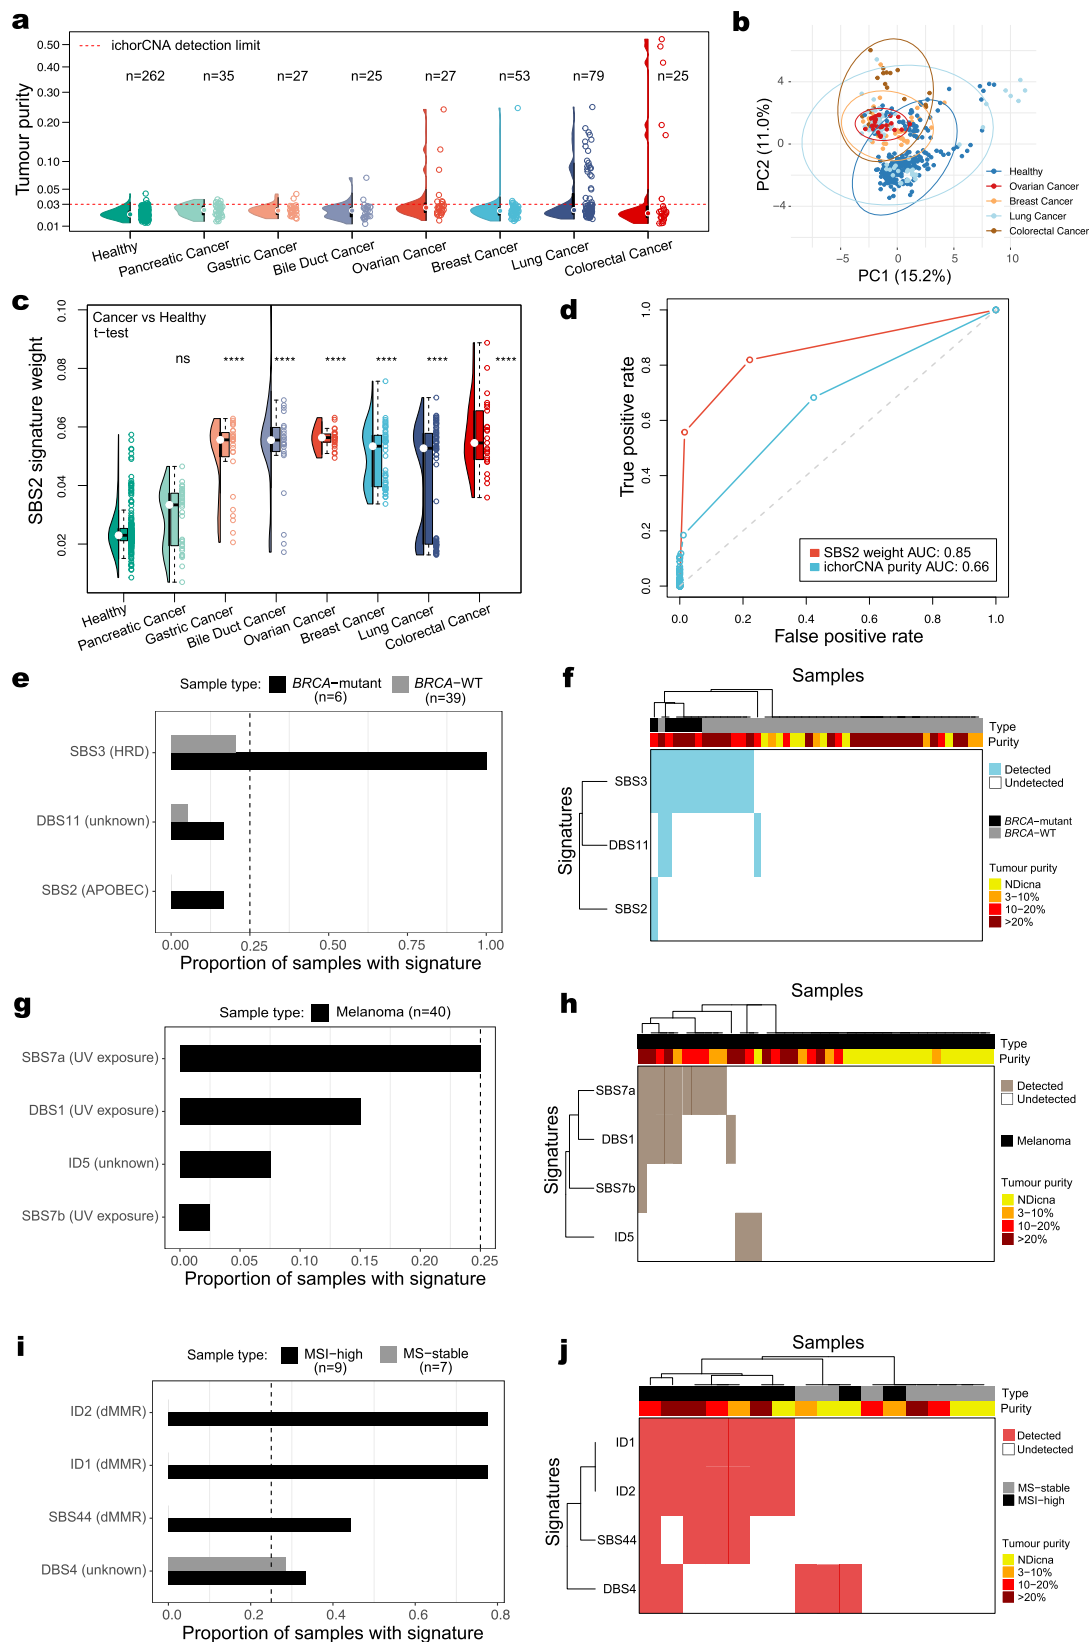 a
ichorCNA detection limit
n=262
n=35
n=27
n=25
n=27
n=53
n=79
n=25
Tumour purity
0.50
0.40
0.30
0.20
0.10
0.05
0.03
0.01
Healthy
Pancreatic Cancer
Gastric Cancer
Bile Duct Cancer
Ovarian Cancer
Breast Cancer
Lung Cancer
Colorectal Cancer
b
PC2 (11.0%)
4
0
−4
−5
0
5
10
PC1 (15.2%)
Healthy
Ovarian Cancer
Breast Cancer
Lung Cancer
Colorectal Cancer
c
Cancer vs Healthy
t−test
ns
****
****
****
****
****
****
SBS2 signature weight
0.10
0.08
0.06
0.04
0.02
Healthy
Pancreatic Cancer
Gastric Cancer
Bile Duct Cancer
Ovarian Cancer
Breast Cancer
Lung Cancer
Colorectal Cancer
d
True positive rate
1.0
0.8
0.6
0.4
0.2
0.0
SBS2 weight AUC: 0.85
ichorCNA purity AUC: 0.66
0.0
0.2
0.4
0.6
0.8
1.0
False positive rate
e
Sample type:
BRCA−mutant
(n=6)
BRCA−WT
(n=39)
SBS3 (HRD)
DBS11 (unknown)
SBS2 (APOBEC)
0.00
0.25
0.50
0.75
1.00
Proportion of samples with signature
f
Samples
Type
Purity
Signatures
SBS3
DBS11
SBS2
Detected
Undetected
BRCA−mutant
BRCA−WT
Tumour purity
NDicna
3−10%
10−20%
>20%
g
Sample type:
Melanoma (n=40)
SBS7a (UV exposure)
DBS1 (UV exposure)
ID5 (unknown)
SBS7b (UV exposure)
0.00
0.05
0.10
0.15
0.20
0.25
Proportion of samples with signature
h
Samples
Type
Purity
Signatures
SBS7a
DBS1
SBS7b
ID5
Detected
Undetected
Melanoma
Tumour purity
NDicna
3−10%
10−20%
>20%
i
Sample type:
MSI−high
(n=9)
MS−stable
(n=7)
ID2 (dMMR)
ID1 (dMMR)
SBS44 (dMMR)
DBS4 (unknown)
0.0
0.2
0.4
0.6
0.8
Proportion of samples with signature
j
Samples
Type
Purity
Signatures
ID1
ID2
SBS44
DBS4
Detected
Undetected
MS−stable
MSI−high
Tumour purity
NDicna
3−10%
10−20%
>20%